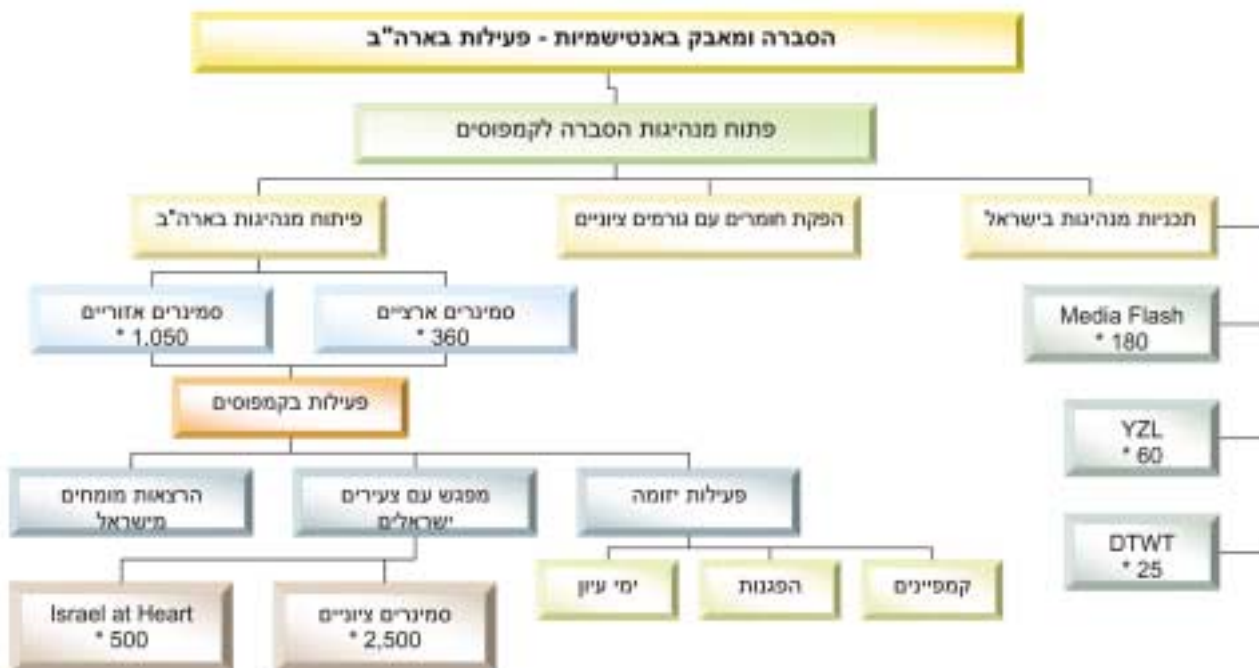 הסברה ומאבק באנטישמיות - פעילות בארה"ב
פתוח מנהיגות הסברה לקמפוסים
תכניות מנהיגות בישראל
הפקת חומרים עם גורמים ציוניים
פיתוח מנהיגות בארה"ב
Media Flash
* 180
YZL
* 60
DTWT
* 25
סמינרים ארציים
* 360
סמינרים אזוריים
* 1.050
פעילות בקמפוסים
פעילות יזומה
מפגש עם צעירים
ישראלים
הרצאות מומחים
מישראל
קמפיינים
הפגנות
ימי עיון
סמינרים ציוניים
* 2,500
Israel at Heart
* 500